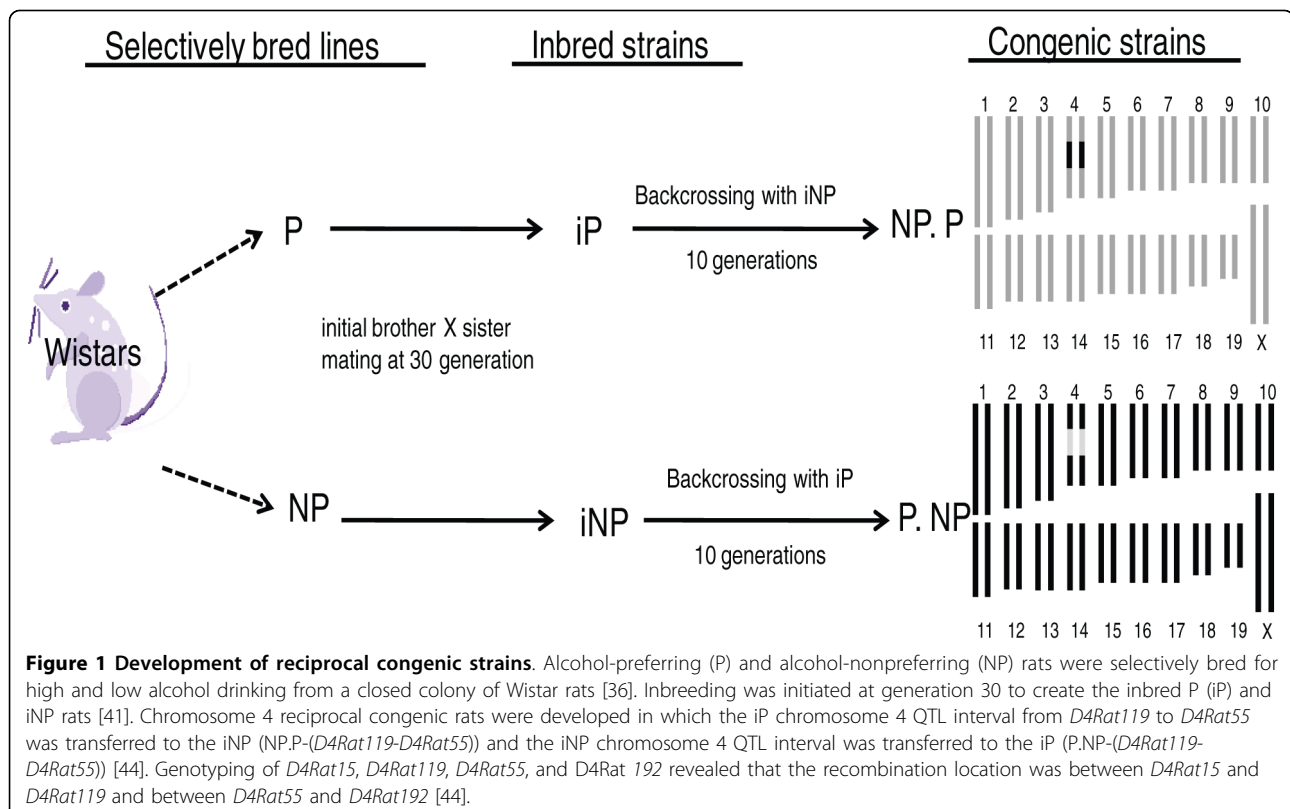 Selectively bred lines
Inbred strains
Congenic strains
1 2 3 4 5 6 7 8 9 10
Backcrossing with iNP
P
iP
NP. P
10 generations
initial brother X sister
mating at 30 generation
11 12 13 14 15 16 17 18 19 X
Wistars
1 2 3 4 5 6 7 8 9 10
Backcrossing with iP
NP
iNP
P. NP
10 generations
11 12 13 14 15 16 17 18 19 X
Figure 1 Development of reciprocal congenic strains. Alcohol-preferring (P) and alcohol-nonpreferring (NP) rats were selectively bred for
high and low alcohol drinking from a closed colony of Wistar rats [36]. Inbreeding was initiated at generation 30 to create the inbred P (iP) and
iNP rats [41]. Chromosome 4 reciprocal congenic rats were developed in which the iP chromosome 4 QTL interval from D4Rat119 to D4Rat55
was transferred to the iNP (NP.P-(D4Rat119-D4Rat55)) and the iNP chromosome 4 QTL interval was transferred to the iP (P.NP-(D4Rat119-
D4Rat55)) [44]. Genotyping of D4Rat15, D4Rat119, D4Rat55, and D4Rat 192 revealed that the recombination location was between D4Rat15 and
D4Rat119 and between D4Rat55 and D4Rat192 [44].